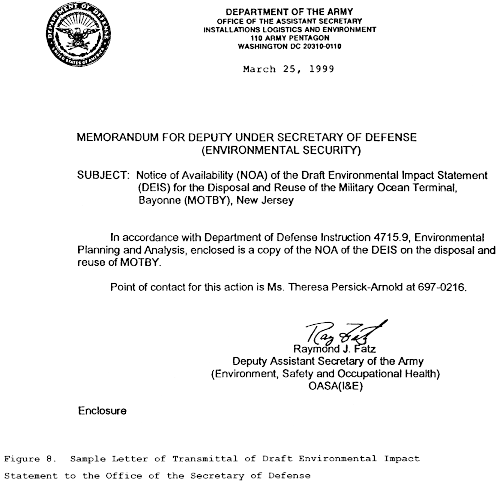 DEPARTMENT OF THE ARMY
OFFICE OF THE ASSISTANT SECRETARY
INSTALLATIONS LOGISTICS AND ENVIRONMENT
110 ARMY PENTAGON
WASHINGTON DC 20310-0110
March 25, 1999
MEMORANDUM FOR DEPUTY UNDER SECRETARY OF DEFENSE
(ENVIRONMENTAL SECURITY)
SUBJECT: Notice of Availability (NOA) of the Draft Environmental Impact Statement
(DEIS) for the Disposal and Reuse of the Military Ocean Terminal,
Bayonne (MOTBY), New Jersey
In accordance with Department of Defense Instruction 4715.9, Environmental
Planning and Analysis, enclosed is a copy of the NOA of the DEIS on the disposal and
reuse of MOTBY.
Point of contact for this action is Ms. Theresa Persick-Arnold at 697-0216.
Ray Fatz
Raymond J. Fatz
Deputy Assistant Secretary of the Army
(Environment, Safety and Occupational Health)
OASA(I&E)
Enclosure
Figure 8. Sample Letter of Transmittal of Draft Environmental Impact
Statement to the Office of the Secretary of Defense